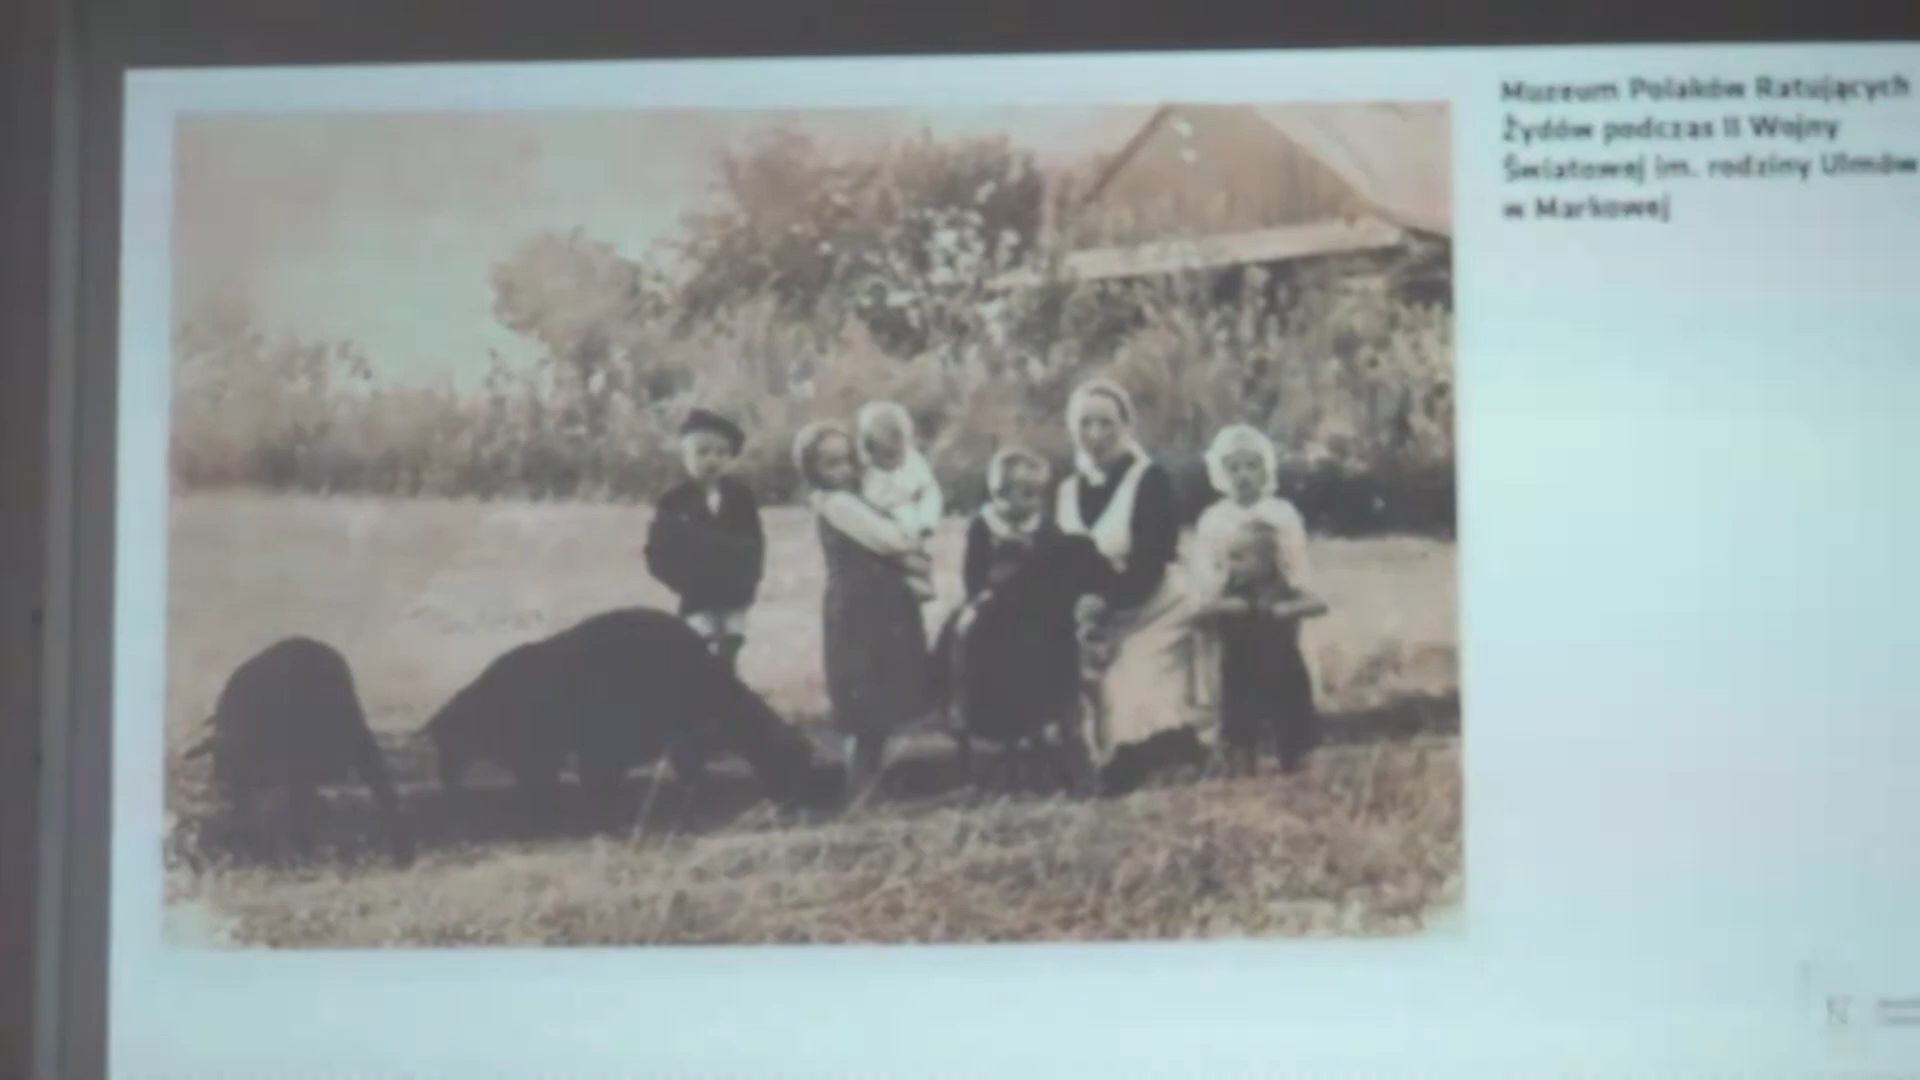 Muzeum Polaków Ratujących
Żydów podczas II Wojny
Światowej im. rodziny Ulmów
w Markowej